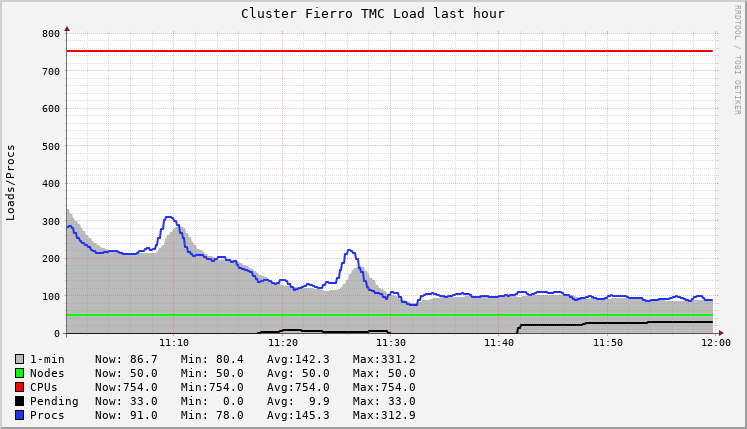 Cluster Fierro TMC Load last hour
RRDTOOL / TOBI OETIKER
Loads/Procs
800
700
600
500
400
300
200
100
0
11:10 11:20 11:30 11:40 11:50 12:00
1-min Now: 86.7 Min: 80.4 Avg:142.3 Max:331.2
Nodes Now: 50.0 Min: 50.0 Avg: 50.0 Max: 50.0
CPUs Now:754.0 Min:754.0 Avg:754.0 Max:754.0
Pending Now: 33.0 Min: 0.0 Avg: 9.9 Max: 33.0
Procs Now: 91.0 Min: 78.0 Avg:145.3 Max:312.9